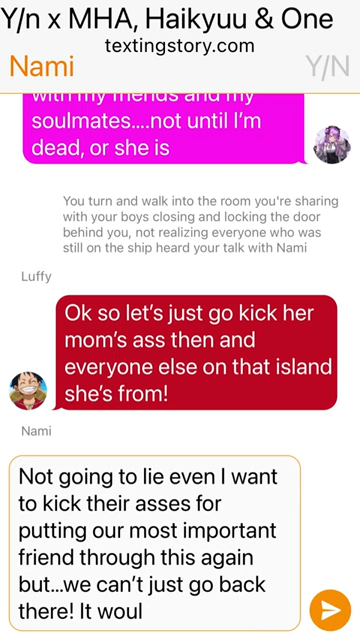 Y/n x MHA, Haikyuu & One
textingstory.com
Nami
Y/N
with my friends and my
soulmates....not until I'm
dead, or she is
You turn and walk into the room you're sharing
with your boys closing and locking the door
behind you, not realizing everyone who was
still on the ship heard your talk with Nami
Luffy
Ok so let's just go kick her
mom's ass then and
everyone else on that island
she's from!
Nami
Not going to lie even I want
to kick their asses for
putting our most important
friend through this again
but...we can't just go back
there! It woul